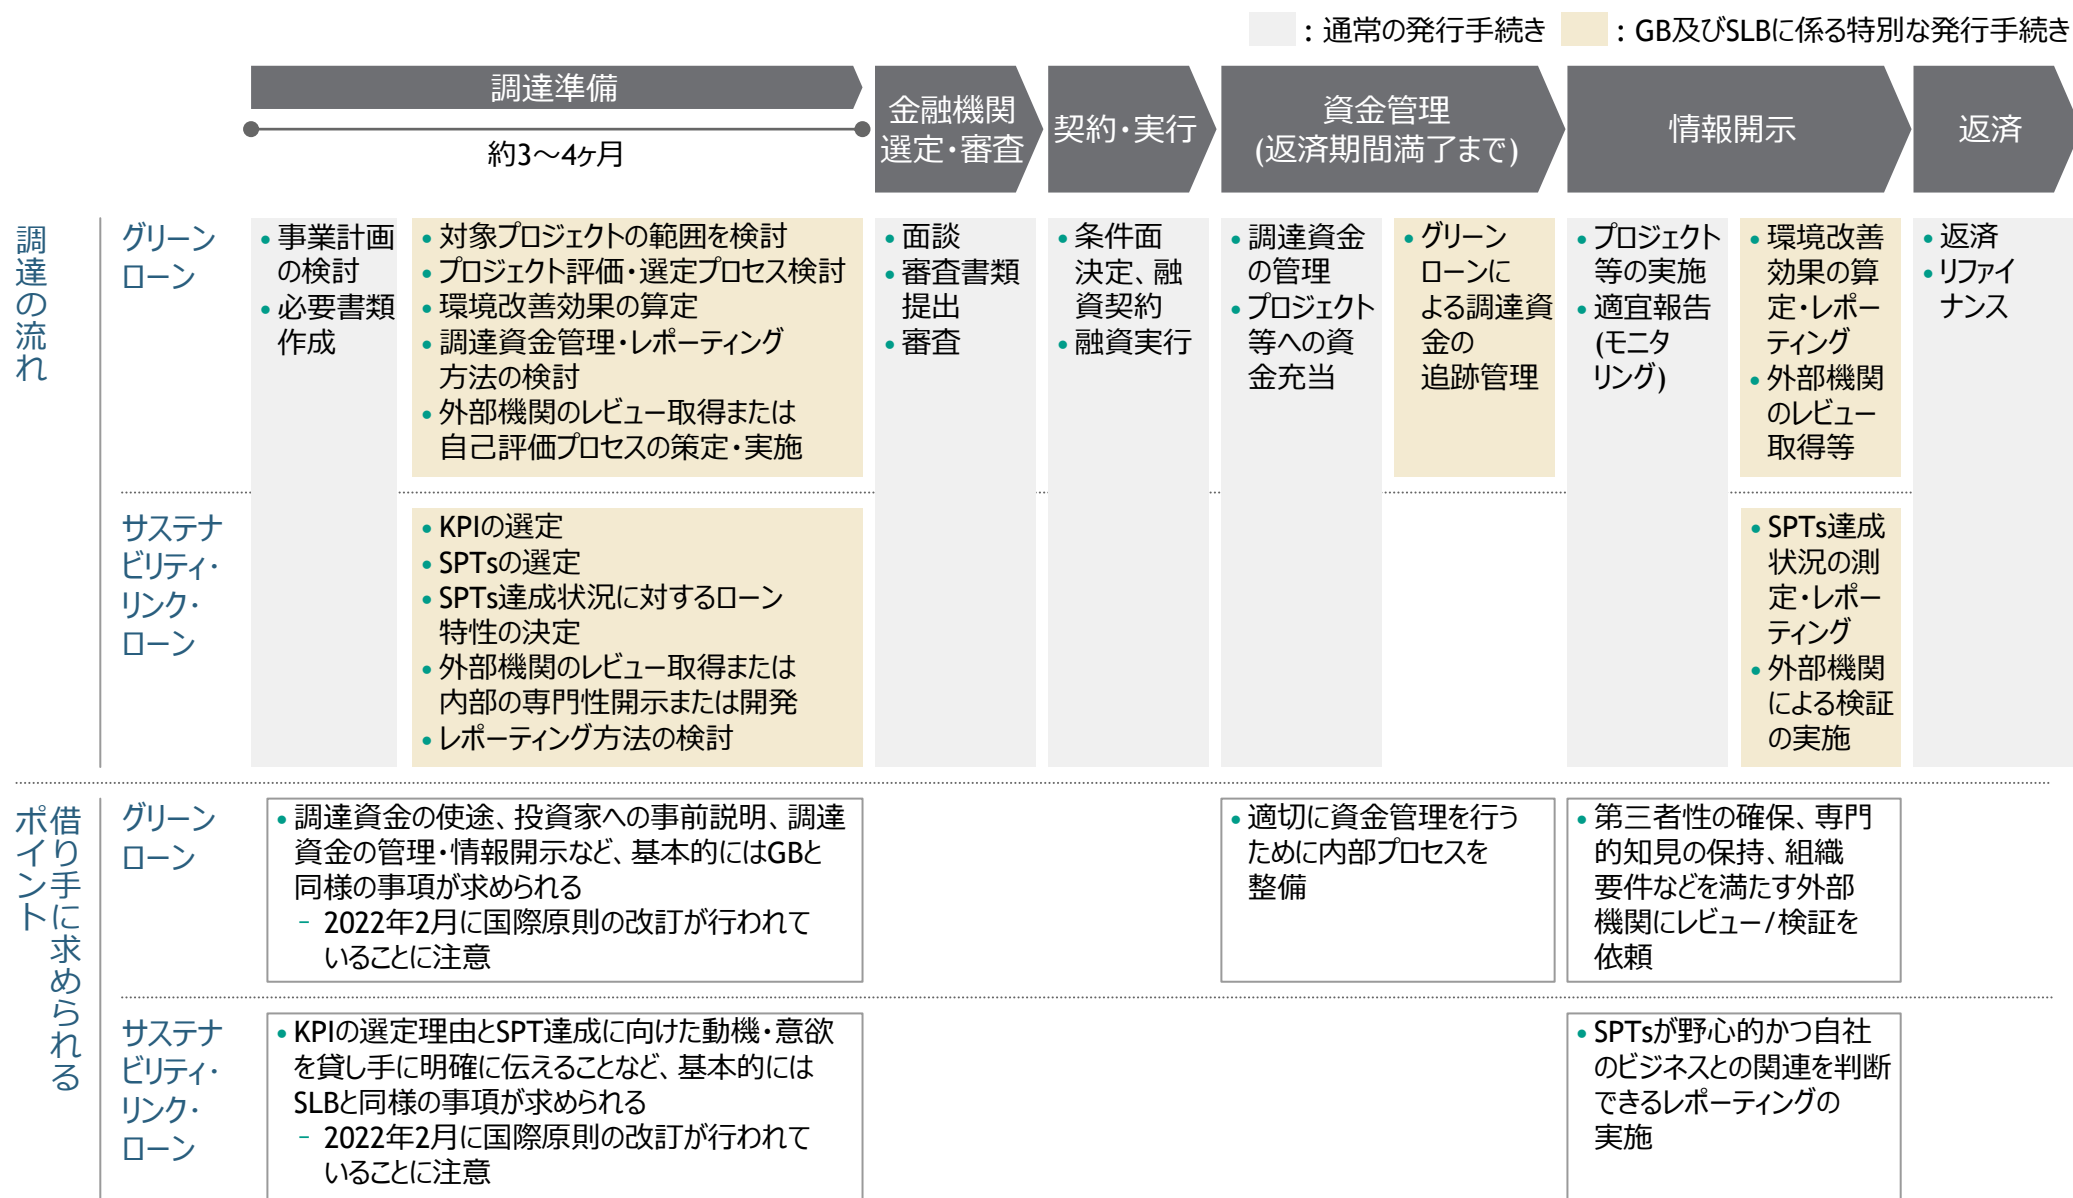 ：通常の発行手続き
：GB及びSLBに係る特別な発行手続き
調達準備
約3～4ヶ月
金融機関
選定・審査
契約・実行
資金管理
(返済期間満了まで)
情報開示
返済
調達の流れ
グリーン
ローン
• 事業計画
の検討
• 必要書類
作成
• 対象プロジェクトの範囲を検討
• プロジェクト評価・選定プロセス検討
• 環境改善効果の算定
• 調達資金管理・レポーティング
方法の検討
• 外部機関のレビュー取得または
自己評価プロセスの策定・実施
• 面談
• 審査書類
提出
• 審査
• 条件面
決定、融
資契約
• 融資実行
• 調達資金
の管理
• プロジェクト
等への資
金充当
• グリーン
ローンに
よる調達資
金の
追跡管理
• プロジェクト
等の実施
• 適宜報告
(モニタ
リング)
• 環境改善
効果の算
定・レポー
ティング
• 外部機関
のレビュー
取得等
• 返済
• リファイ
ナンス
サステナ
ビリティ・
リンク・
ローン
• KPIの選定
• SPTsの選定
• SPTs達成状況に対するローン
特性の決定
• 外部機関のレビュー取得または
内部の専門性開示または開発
• レポーティング方法の検討
• SPTs達成
状況の測
定・レポー
ティング
• 外部機関
による検証
の実施
借り手に求められる
ポイント
グリーン
ローン
• 調達資金の使途、投資家への事前説明、調達
資金の管理・情報開示など、基本的にはGBと
同様の事項が求められる
– 2022年2月に国際原則の改訂が行われて
いることに注意
• 適切に資金管理を行う
ために内部プロセスを
整備
• 第三者性の確保、専門
的知見の保持、組織
要件などを満たす外部
機関にレビュー/検証を
依頼
サステナ
ビリティ・
リンク・
ローン
• KPIの選定理由とSPT達成に向けた動機・意欲
を貸し手に明確に伝えることなど、基本的には
SLBと同様の事項が求められる
– 2022年2月に国際原則の改訂が行われて
いることに注意
• SPTsが野心的かつ自社
のビジネスとの関連を判断
できるレポーティングの
実施